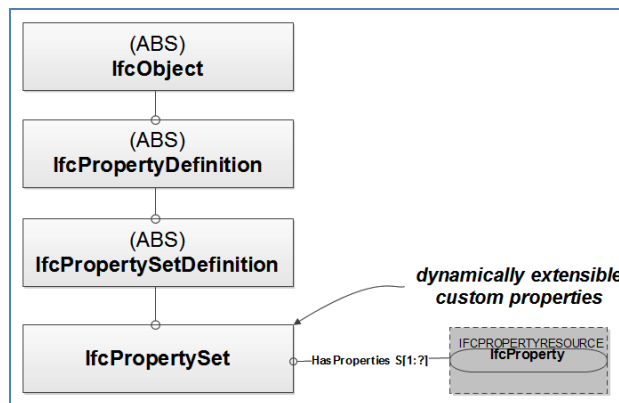 (ABS)
IfcObject
(ABS)
IfcPropertyDefinition
(ABS)
IfcPropertySetDefinition
dynamically extensible
custom properties
IfcPropertySet
HasProperties S[1:?]
IFCPROPERTYRESOURCE
IfcProperty